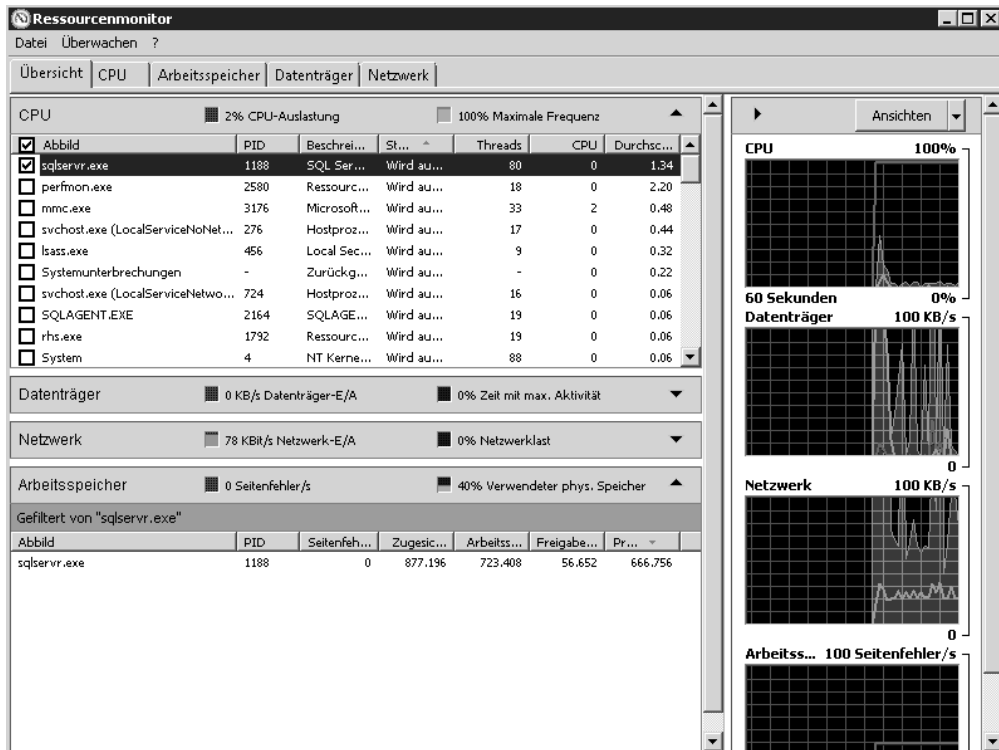 Ressourcenmonitor
Datei Überwachen ?
Übersicht CPU Arbeitsspeicher Datenträger Netzwerk
CPU 2% CPU-Auslastung 100% Maximale Frequenz
Abbild PID Beschrei... St... Threads CPU Durchsc...
sqlservr.exe 1188 SQL Ser... Wird au... 80 0 1.34
perfmon.exe 2580 Ressourc... Wird au... 18 0 2.20
mmc.exe 3176 Microsoft... Wird au... 33 2 0.48
svchost.exe (LocalServiceNoNet... 276 Hostproz... Wird au... 17 0 0.44
lsass.exe 456 Local Sec... Wird au... 9 0 0.32
Systemunterbrechungen - Zurückg... Wird au... - 0 0.22
svchost.exe (LocalServiceNetwo... 724 Hostproz... Wird au... 16 0 0.06
SQLAGENT.EXE 2164 SQLAGE... Wird au... 19 0 0.06
rhs.exe 1792 Ressourc... Wird au... 19 0 0.06
System 4 NT Kerne... Wird au... 88 0 0.06
Datenträger 0 KB/s Datenträger-E/A 0% Zeit mit max. Aktivität
Netzwerk 78 KBit/s Netzwerk-E/A 0% Netzwerklast
Arbeitsspeicher 0 Seitenfehler/s 40% Verwendeter phys. Speicher
Gefiltert von "sqlservr.exe"
Abbild PID Seitenfeh... Zugesic... Arbeitss... Freigabe... Pr...
sqlservr.exe 1188 0 877.196 723.408 56.652 666.756
Ansichten
CPU 100%
60 Sekunden 0%
Datenträger 100 KB/s
0
Netzwerk 100 KB/s
0
Arbeitss... 100 Seitenfehler/s